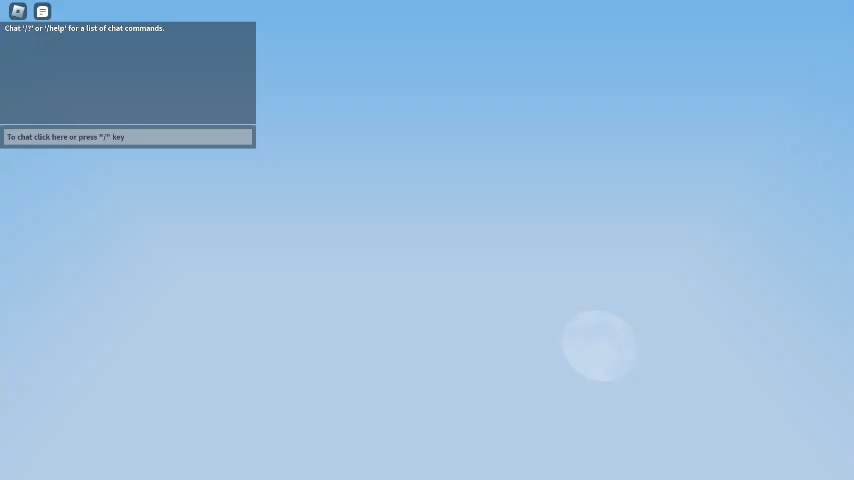 Chat '/?' or '/help' for a list of chat commands.
To chat click here or press "/" key